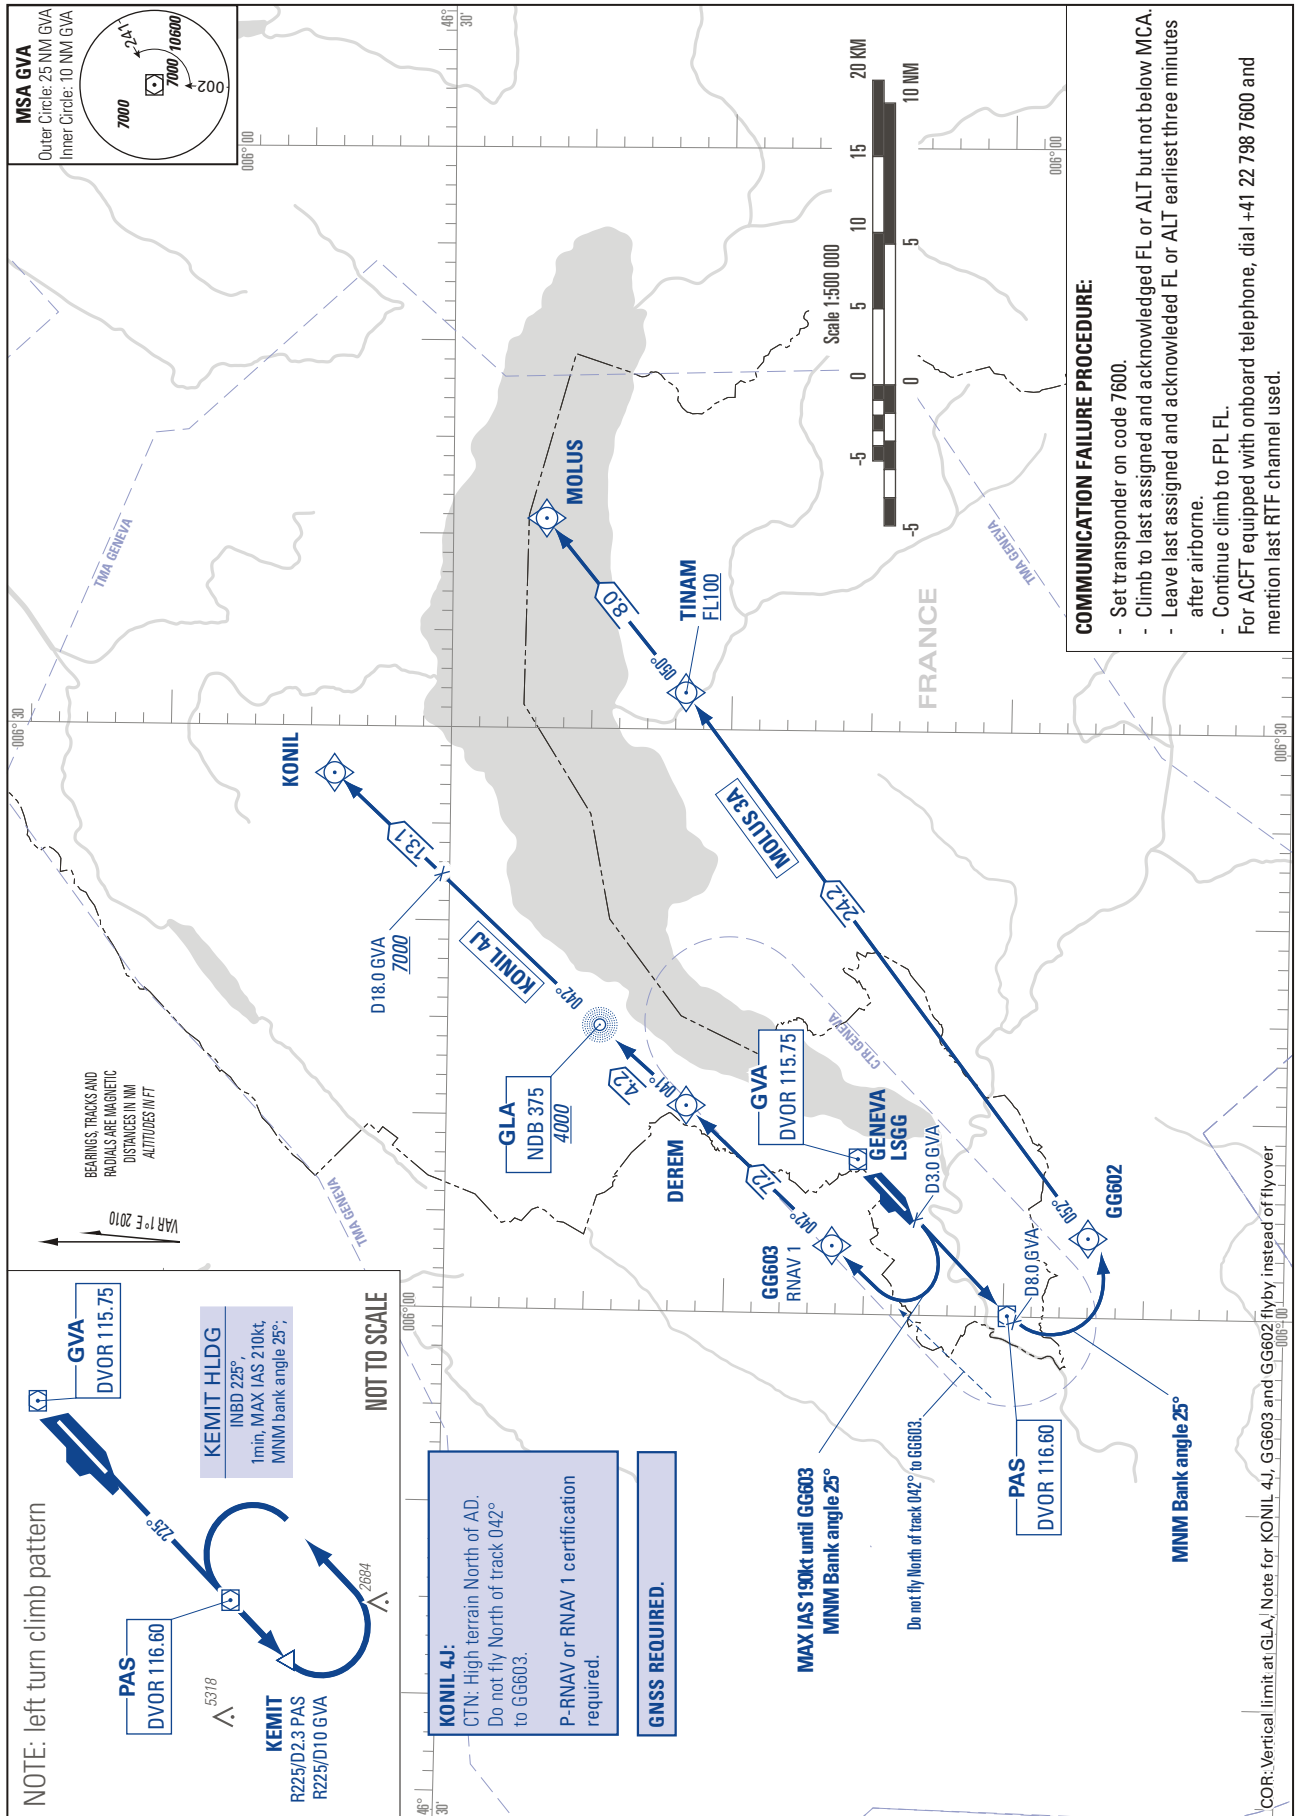 NOTE: left turn climb pattern
GVA
DVOR 115.75
225°
PAS
DVOR 116.60
5318
KEMIT HLDG
INBD 225°,
1min, MAX IAS 210kt,
MNM bank angle 25°;
2684
KEMIT
R225/D2.3 PAS
R225/D10 GVA
NOT TO SCALE
VAR 1° E 2010
BEARINGS, TRACKS AND
RADIALS ARE MAGNETIC
DISTANCES IN NM
ALTITUDES IN FT
MSA GVA
Outer Circle: 25 NM GVA
Inner Circle: 10 NM GVA
7000
7000
10600
241
002
006° 00
006° 30
006° 00
46°
30'
46°
30'
006° 00
006° 30
006° 00
TMA GENEVA
TMA GENEVA
TMA GENEVA
CTR GENEVA
KONIL
13.1
D18.0 GVA
7000
KONIL 4J
042°
GLA
NDB 375
4000
4.2
041°
DEREM
7.2
042°
GG603
RNAV 1
GVA
DVOR 115.75
GENEVA
LSGG
D3.0 GVA
MOLUS
8.0
050°
TINAM
FL100
MOLUS 3A
24.2
052°
GG602
D8.0 GVA
PAS
DVOR 116.60
FRANCE
KONIL 4J:
CTN: High terrain North of AD.
Do not fly North of track 042°
to GG603.
P-RNAV or RNAV 1 certification
required.
GNSS REQUIRED.
MAX IAS 190kt until GG603
MNM Bank angle 25°
Do not fly North of track 042° to GG603.
MNM Bank angle 25°
Scale 1:500 000
-5 0 5 10 15 20 KM
-5 0 5 10 NM
COMMUNICATION FAILURE PROCEDURE:
- Set transponder on code 7600.
- Climb to last assigned and acknowledged FL or ALT but not below MCA.
- Leave last assigned and acknowleded FL or ALT earliest three minutes
after airborne.
- Continue climb to FPL FL.
For ACFT equipped with onboard telephone, dial +41 22 798 7600 and
mention last RTF channel used.
COR: Vertical limit at GLA, Note for KONIL 4J, GG603 and GG602 flyby instead of flyover